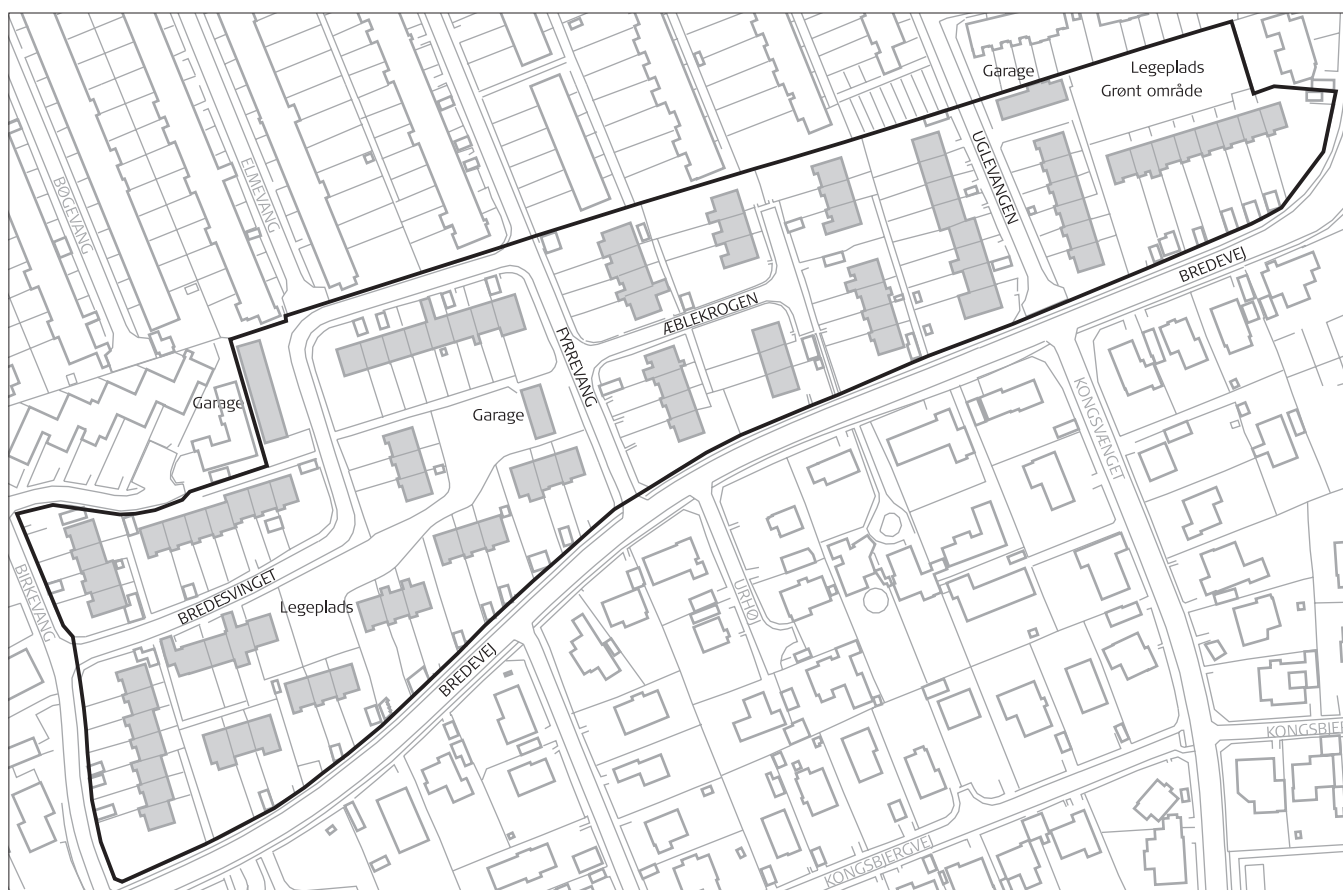 Garage
Legeplads
Grønt område
UGLEVANGEN
BØGEVANG
ELMEVANG
BREDEVEJ
ÆBLEKROGEN
FYRREVANG
KONGSVÆNGET
Garage
Garage
BIRKEVANG
BREDESVINGET
Legeplads
URHØJ
BREDEVEJ
KONGSBJERGVEJ